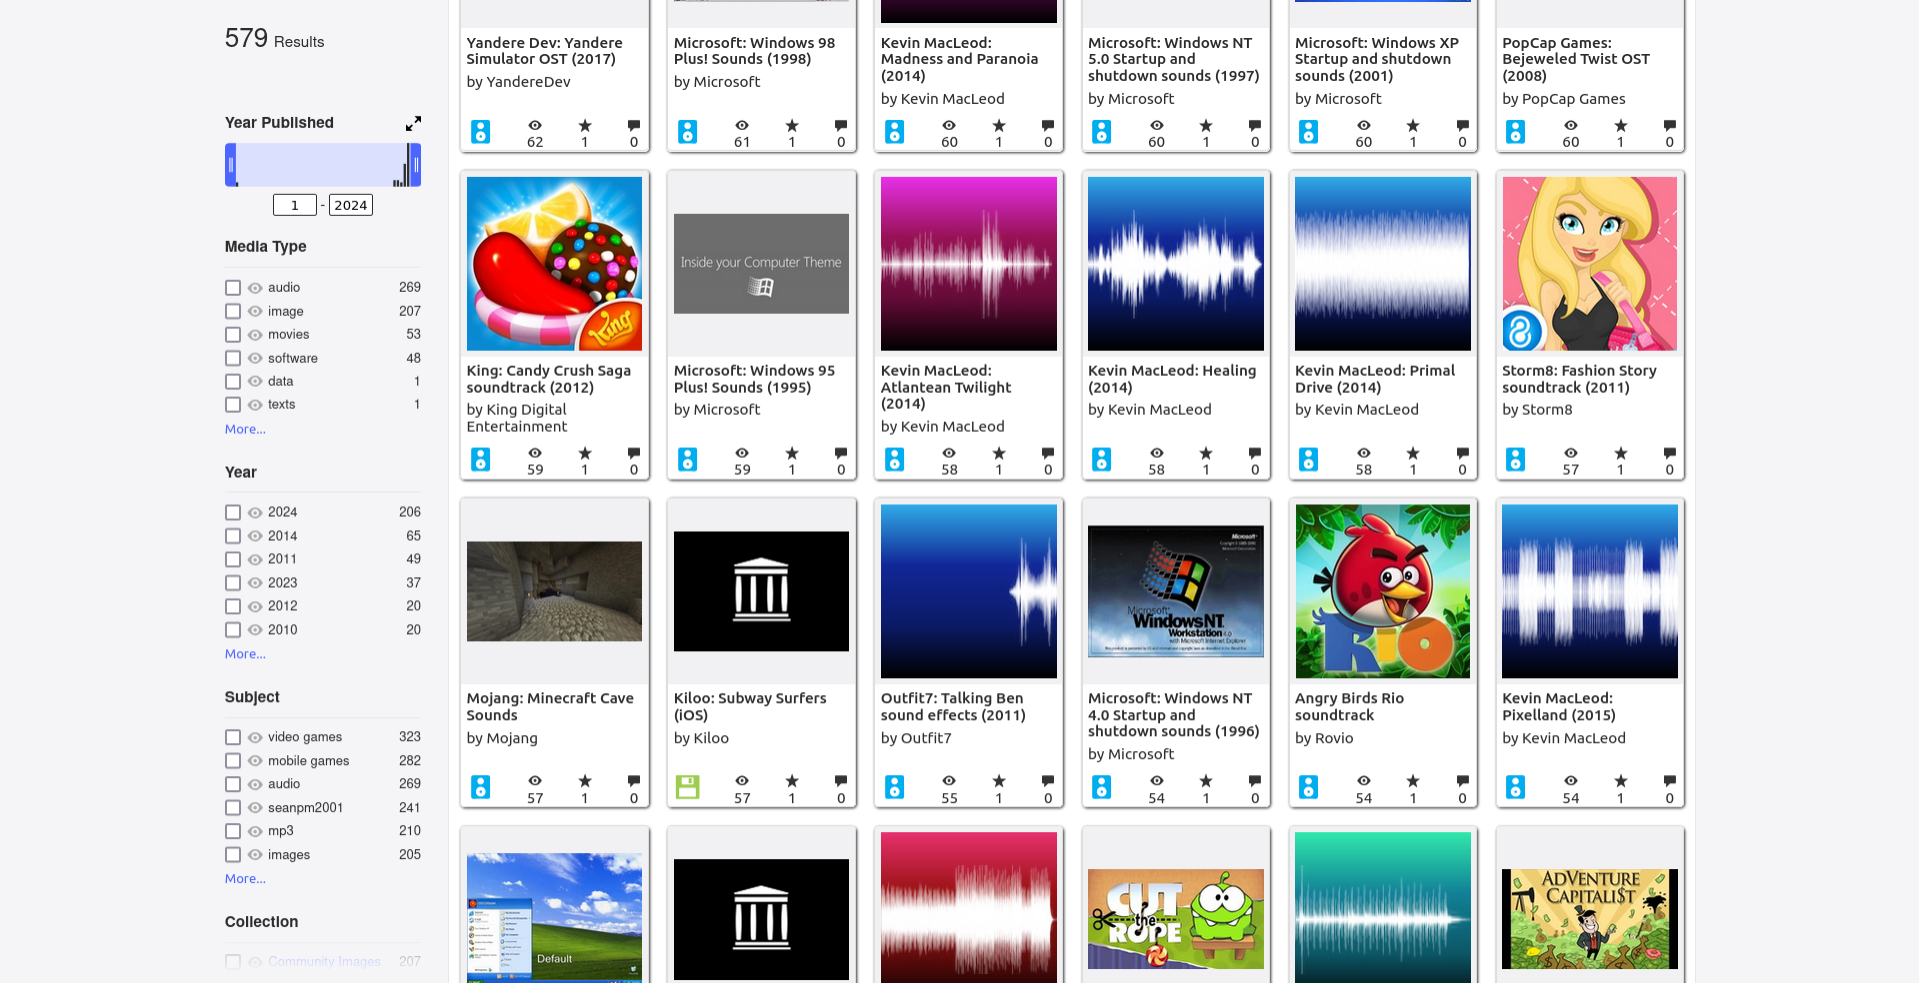 579 Results
Year Published
1 - 2024
Media Type
audio 269
image 207
movies 53
software 48
data 1
texts 1
More...
Year
2024 206
2014 65
2011 49
2023 37
2012 20
2010 20
More...
Subject
video games 323
mobile games 282
audio 269
seanpm2001 241
mp3 210
images 205
More...
Collection
Community Images 207
Yandere Dev: Yandere
Simulator OST (2017)
by YandereDev
62 1 0
Microsoft: Windows 98
Plus! Sounds (1998)
by Microsoft
61 1 0
Kevin MacLeod:
Madness and Paranoia
(2014)
by Kevin MacLeod
60 1 0
Microsoft: Windows NT
5.0 Startup and
shutdown sounds (1997)
by Microsoft
60 1 0
Microsoft: Windows XP
Startup and shutdown
sounds (2001)
by Microsoft
60 1 0
PopCap Games:
Bejeweled Twist OST
(2008)
by PopCap Games
60 1 0
King
King: Candy Crush Saga
soundtrack (2012)
by King Digital
Entertainment
59 1 0
Inside your Computer Theme
Microsoft: Windows 95
Plus! Sounds (1995)
by Microsoft
59 1 0
Kevin MacLeod:
Atlantean Twilight
(2014)
by Kevin MacLeod
58 1 0
Kevin MacLeod: Healing
(2014)
by Kevin MacLeod
58 1 0
Kevin MacLeod: Primal
Drive (2014)
by Kevin MacLeod
58 1 0
Storm8: Fashion Story
soundtrack (2011)
by Storm8
57 1 0
Mojang: Minecraft Cave
Sounds
by Mojang
57 1 0
Kiloo: Subway Surfers
(iOS)
by Kiloo
57 1 0
Outfit7: Talking Ben
sound effects (2011)
by Outfit7
55 1 0
Microsoft
Microsoft
Windows NT
Workstation 4.0
with Microsoft Internet Explorer
Microsoft: Windows NT
4.0 Startup and
shutdown sounds (1996)
by Microsoft
54 1 0
RIO
Angry Birds Rio
soundtrack
by Rovio
54 1 0
Kevin MacLeod:
Pixelland (2015)
by Kevin MacLeod
54 1 0
Default
CUT
the
ROPE
ADVENTURE
CAPITALI$T